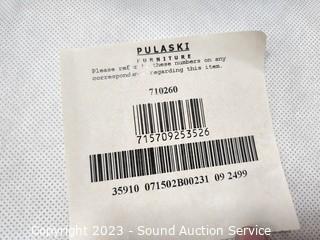 PULASKI
FURNITURE
Please refer these numbers on any
regarding this item.
710260
715709253526
35910 071502B00231 09 2499
Copyright 2023 - Sound Auction Service